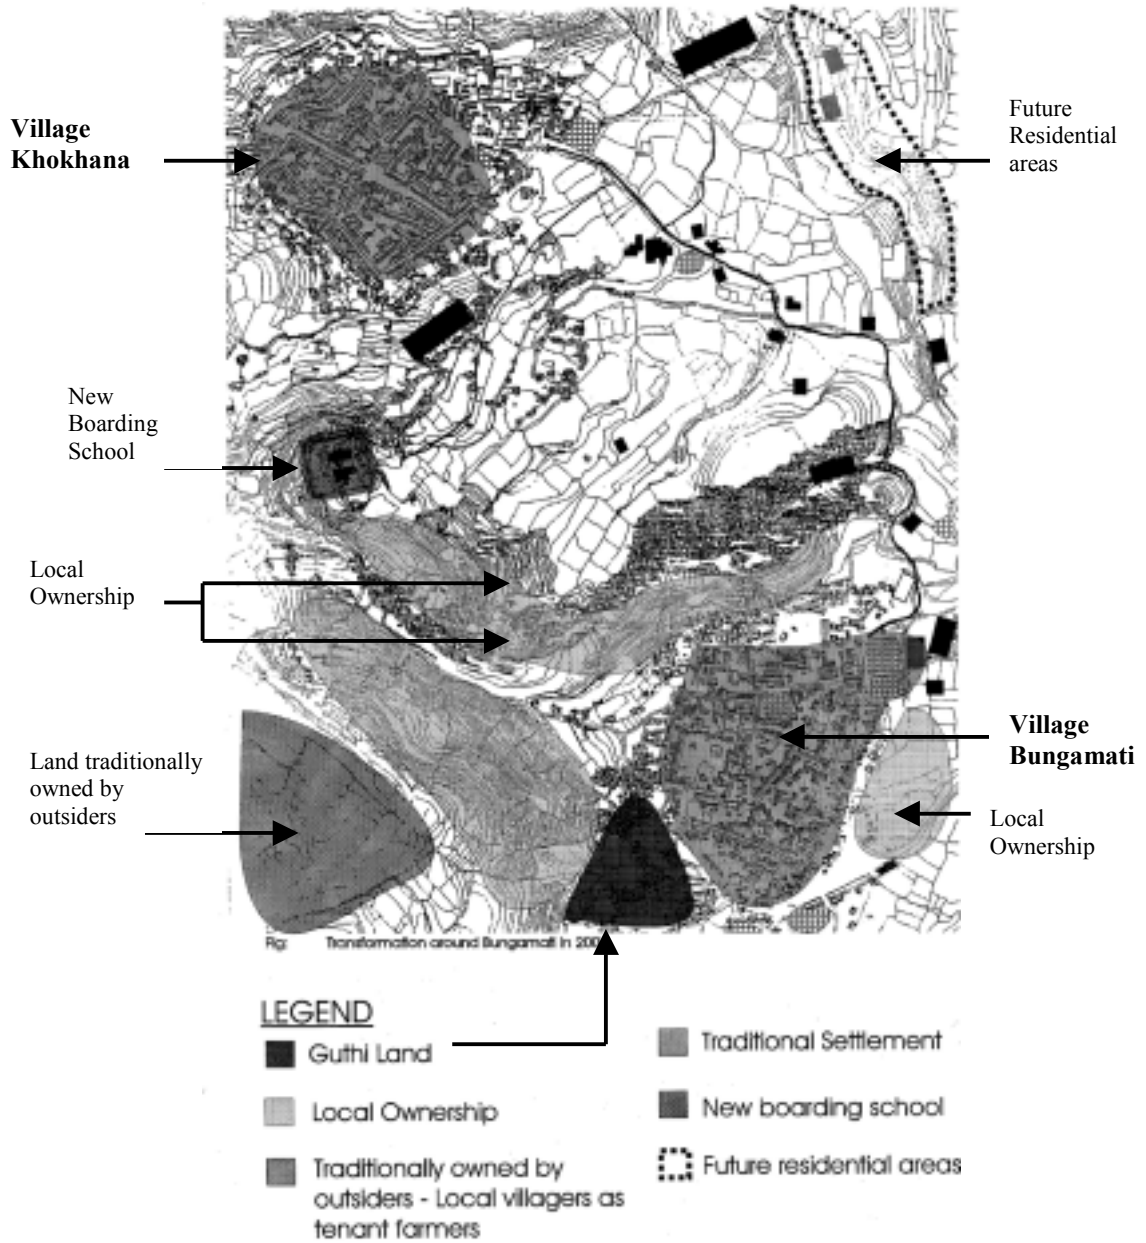 Village
Khokhana
Future
Residential
areas
New
Boarding
School
Local
Ownership
Land traditionally
owned by
outsiders
Village
Bungamati
Local
Ownership
Fig: Transformation around Bungamati in
LEGEND
Guthi Land
Local Ownership
Traditionally owned by
outsiders - Local villagers as
tenant farmers
Traditional Settlement
New boarding school
Future residential areas